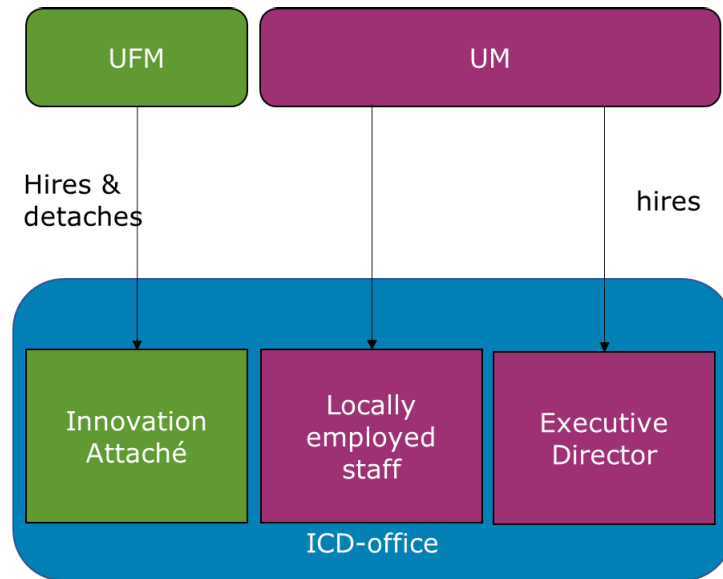 UFM
UM
Hires &
detaches
hires
Innovation
Attaché
Locally
employed
staff
Executive
Director
ICD-office